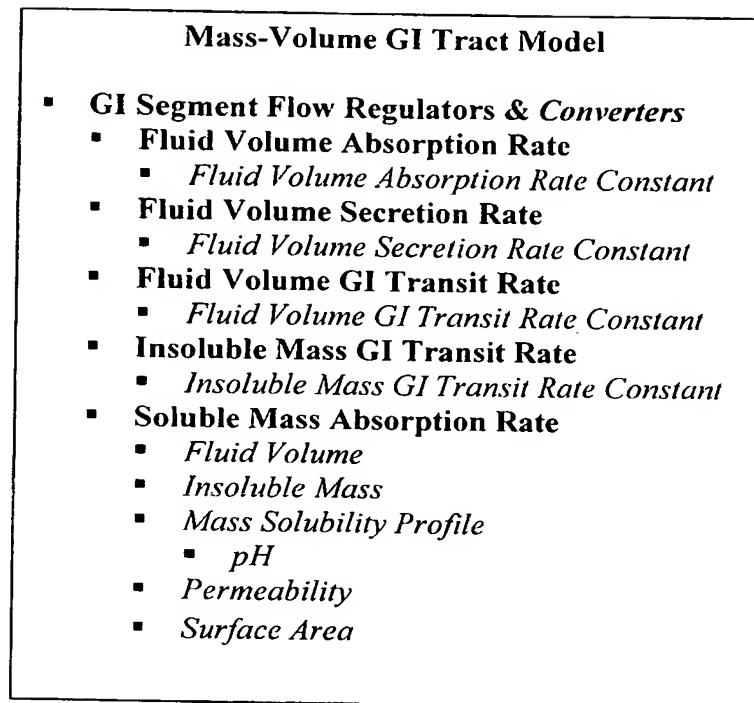 Mass-Volume GI Tract Model
▪ GI Segment Flow Regulators & Converters
▪ Fluid Volume Absorption Rate
▪ Fluid Volume Absorption Rate Constant
▪ Fluid Volume Secretion Rate
▪ Fluid Volume Secretion Rate Constant
▪ Fluid Volume GI Transit Rate
▪ Fluid Volume GI Transit Rate Constant
▪ Insoluble Mass GI Transit Rate
▪ Insoluble Mass GI Transit Rate Constant
▪ Soluble Mass Absorption Rate
▪ Fluid Volume
▪ Insoluble Mass
▪ Mass Solubility Profile
▪ pH
▪ Permeability
▪ Surface Area